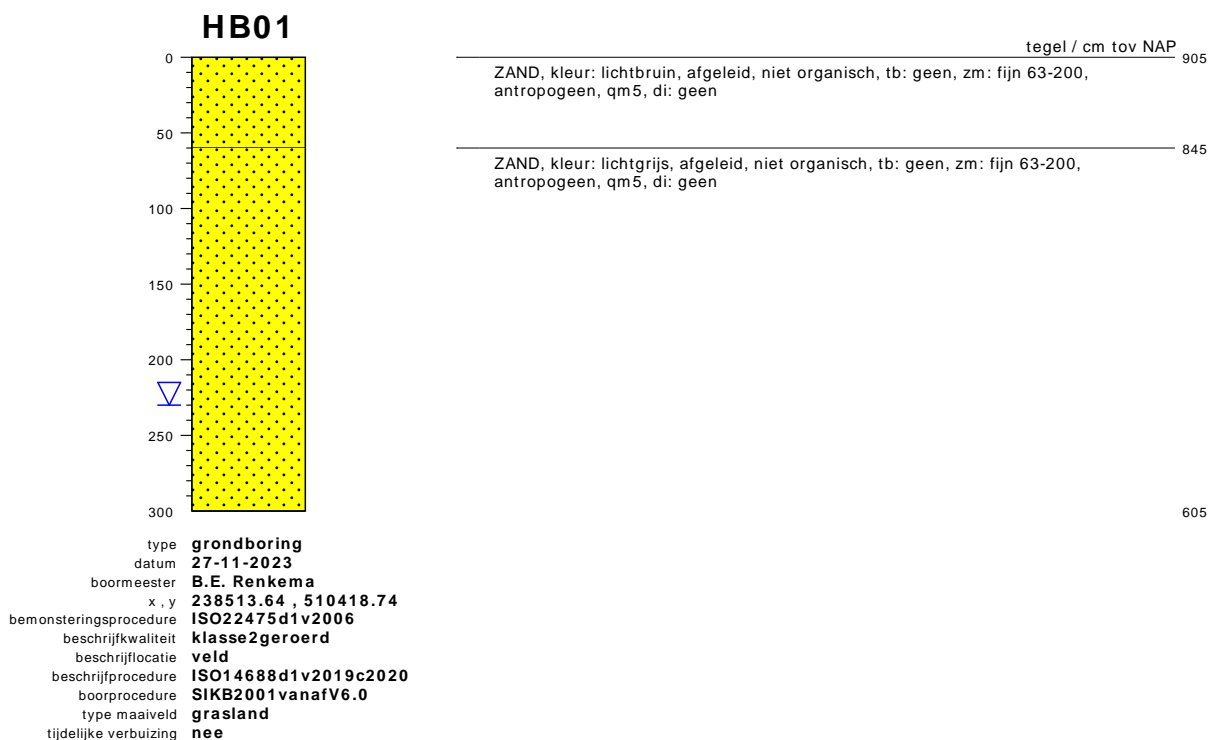 HB01
tegel / cm tov NAP
0
905
ZAND, kleur: lichtbruin, afgeleid, niet organisch, tb: geen, zm: fijn 63-200,
antropogeen, qm5, di: geen
50
845
ZAND, kleur: lichtgrijs, afgeleid, niet organisch, tb: geen, zm: fijn 63-200,
antropogeen, qm5, di: geen
100
150
200
250
300
605
type grondboring
datum 27-11-2023
boormeester B.E. Renkema
x , y 238513.64 , 510418.74
bemonsteringsprocedure ISO22475d1v2006
beschrijfkwaliteit klasse2geroerd
beschrijflocatie veld
beschrijfprocedure ISO14688d1v2019c2020
boorprocedure SIKB2001vanafV6.0
type maaiveld grasland
tijdelijke verbuizing nee